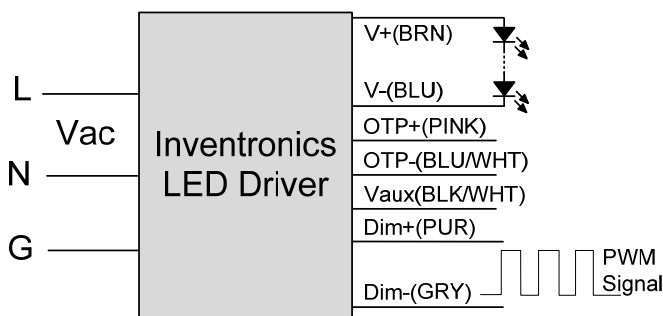 L
Vac
N
G
Inventronics
LED Driver
V+(BRN)
V-(BLU)
OTP+(PINK)
OTP-(BLU/WHT)
Vaux(BLK/WHT)
Dim+(PUR)
Dim-(GRY)
PWM
Signal